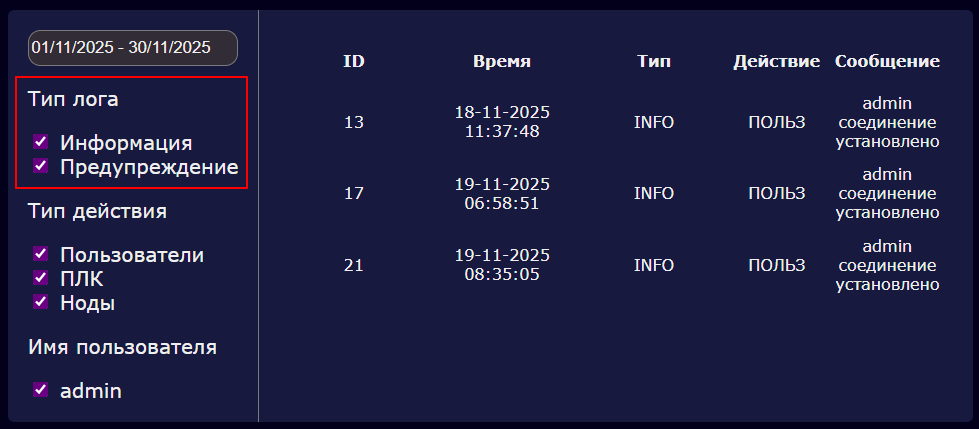 01/11/2025 - 30/11/2025
Тип лога
Информация
Предупреждение
Тип действия
Пользователи
ПЛК
Ноды
Имя пользователя
admin
ID Время Тип Действие Сообщение
13 18-11-2025 11:37:48 INFO ПОЛЬЗ admin соединение установлено
17 19-11-2025 06:58:51 INFO ПОЛЬЗ admin соединение установлено
21 19-11-2025 08:35:05 INFO ПОЛЬЗ admin соединение установлено